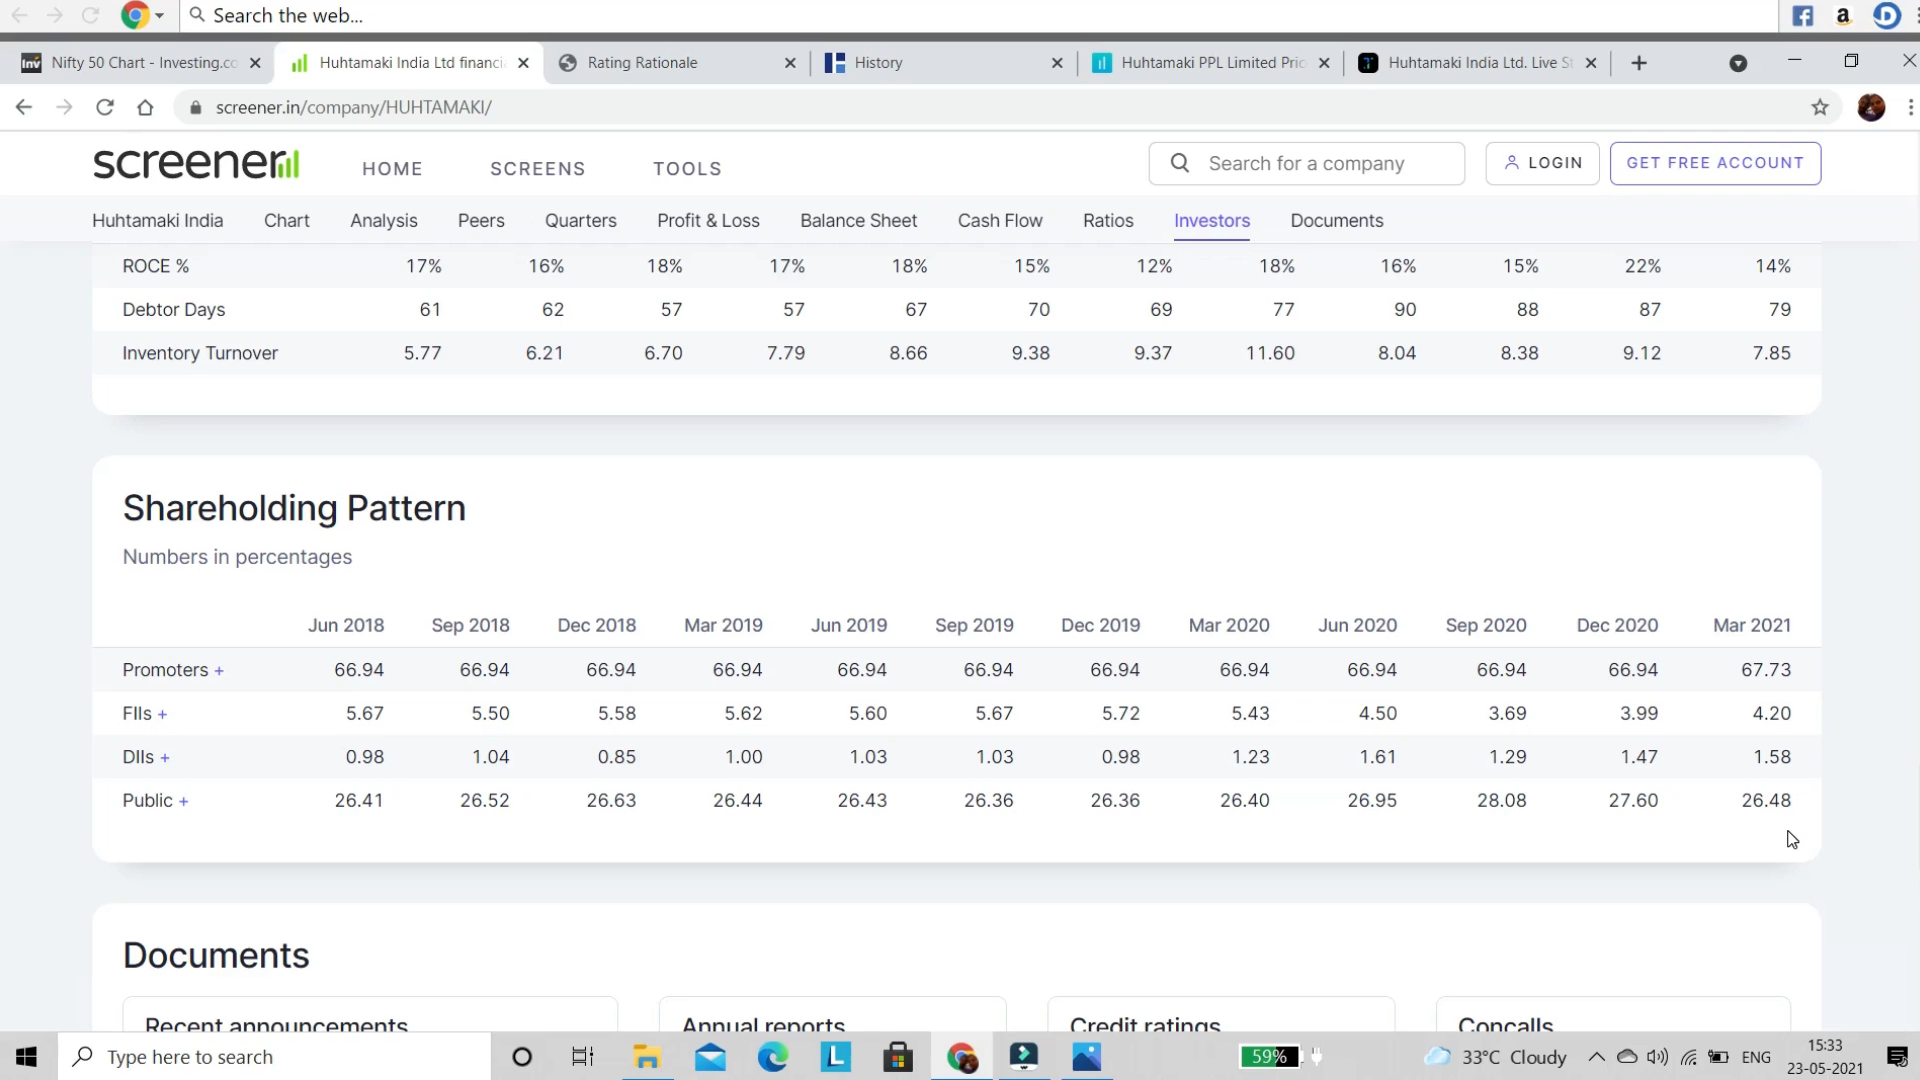 Search the web...
Nifty 50 Chart - Investing.co
Huhtamaki India Ltd financia
Rating Rationale
History
Huhtamaki PPL Limited Pric
Huhtamaki India Ltd. Live St
screener.in/company/HUHTAMAKI/
screener HOME SCREENS TOOLS Search for a company LOGIN GET FREE ACCOUNT
Huhtamaki India Chart Analysis Peers Quarters Profit & Loss Balance Sheet Cash Flow Ratios Investors Documents
ROCE % 17% 16% 18% 17% 18% 15% 12% 18% 16% 15% 22% 14%
Debtor Days 61 62 57 57 67 70 69 77 90 88 87 79
Inventory Turnover 5.77 6.21 6.70 7.79 8.66 9.38 9.37 11.60 8.04 8.38 9.12 7.85
Shareholding Pattern
Numbers in percentages
Jun 2018 Sep 2018 Dec 2018 Mar 2019 Jun 2019 Sep 2019 Dec 2019 Mar 2020 Jun 2020 Sep 2020 Dec 2020 Mar 2021
Promoters + 66.94 66.94 66.94 66.94 66.94 66.94 66.94 66.94 66.94 66.94 66.94 67.73
FIIs + 5.67 5.50 5.58 5.62 5.60 5.67 5.72 5.43 4.50 3.69 3.99 4.20
DIIs + 0.98 1.04 0.85 1.00 1.03 1.03 0.98 1.23 1.61 1.29 1.47 1.58
Public + 26.41 26.52 26.63 26.44 26.43 26.36 26.36 26.40 26.95 28.08 27.60 26.48
Documents
Recent announcements Annual reports Credit ratings Concalls
Type here to search
59%
33°C Cloudy
ENG
15:33
23-05-2021